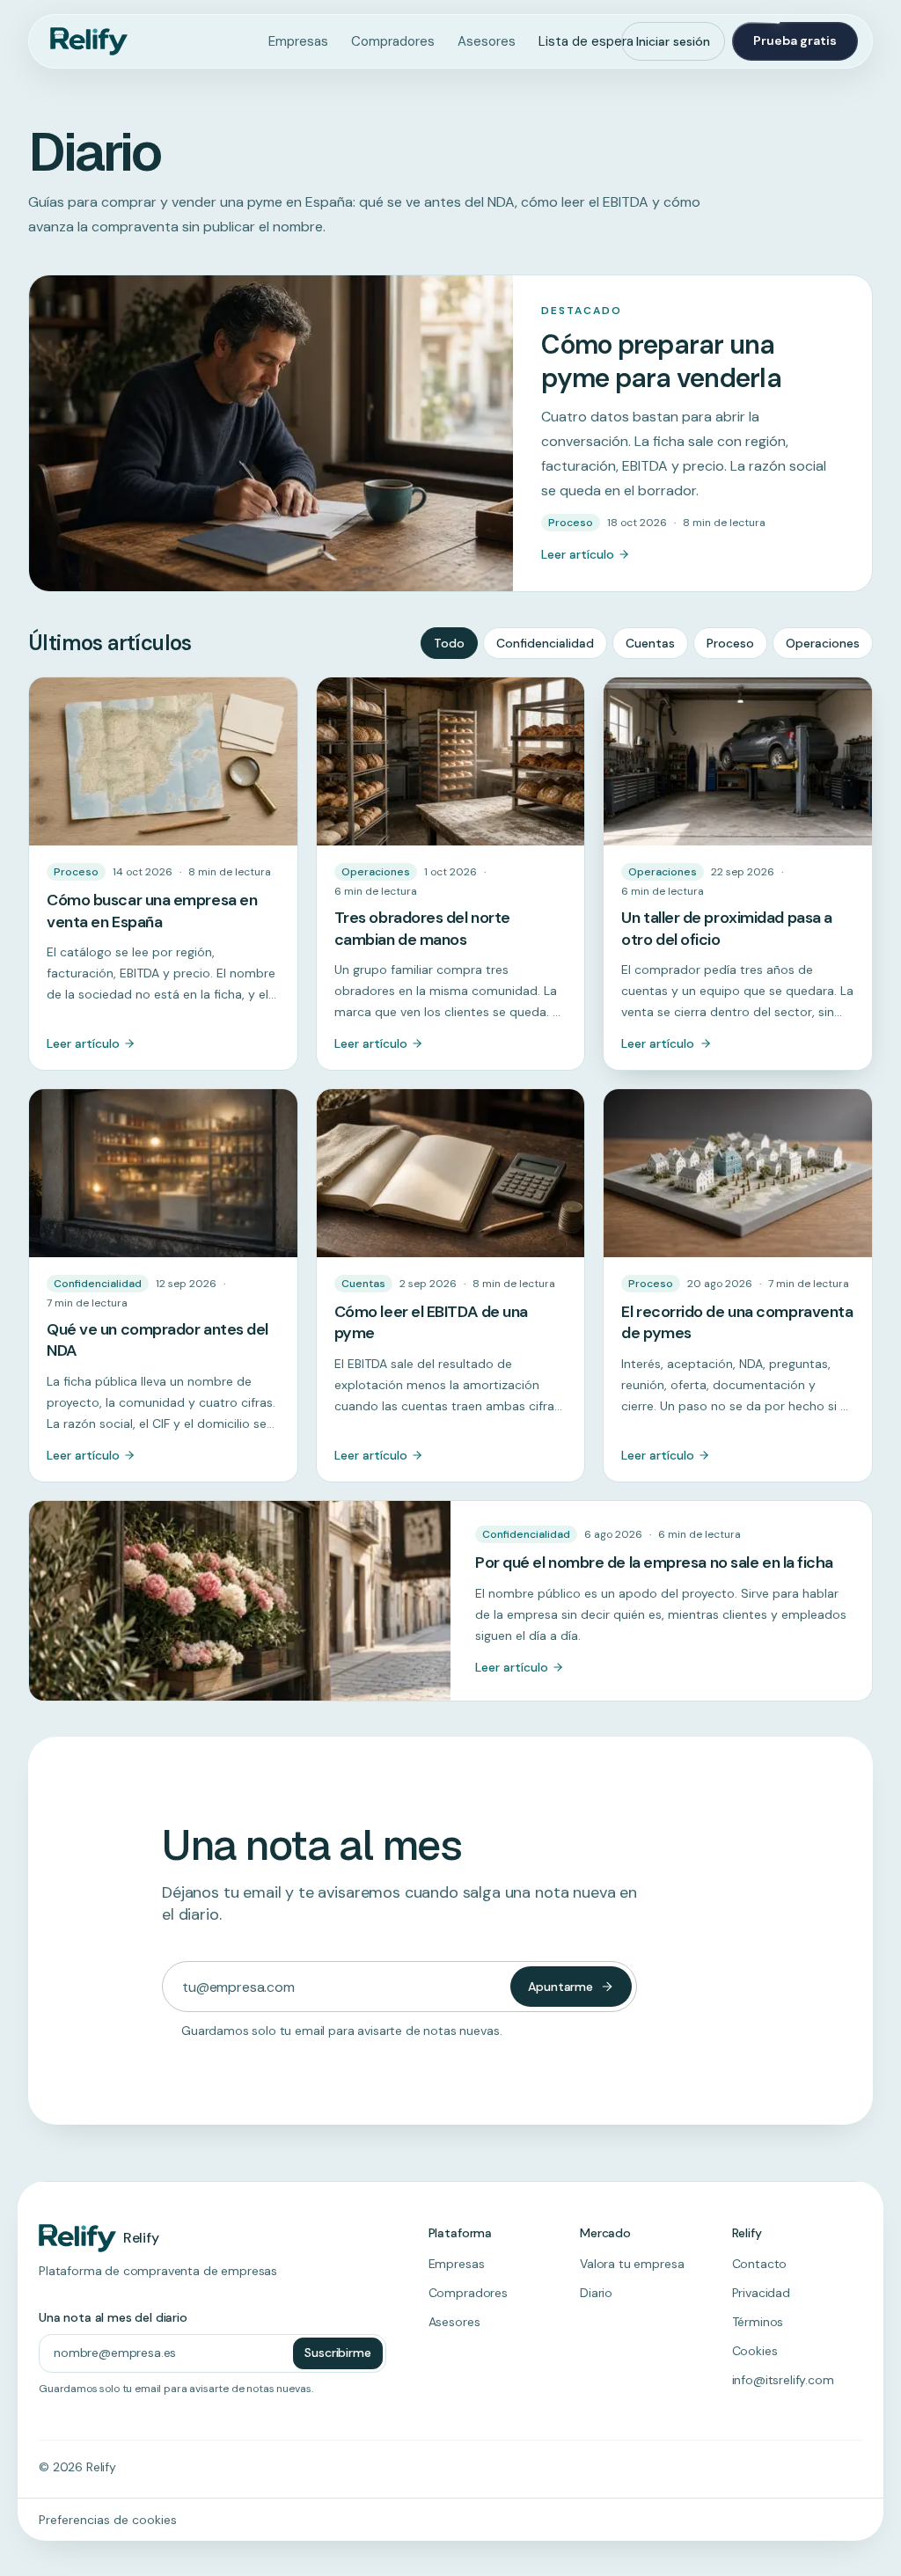 Relify
Empresas
Compradores
Asesores
Lista de espera
Iniciar sesión
Prueba gratis
Diario
Guías para comprar y vender una pyme en España: qué se ve antes del NDA, cómo leer el EBITDA y cómo
avanza la compraventa sin publicar el nombre.
DESTACADO
Cómo preparar una
pyme para venderla
Cuatro datos bastan para abrir la
conversación. La ficha sale con región,
facturación, EBITDA y precio. La razón social
se queda en el borrador.
Proceso 18 oct 2026 · 8 min de lectura
Leer artículo →
Últimos artículos
Todo
Confidencialidad
Cuentas
Proceso
Operaciones
Proceso 14 oct 2026 · 8 min de lectura
Cómo buscar una empresa en
venta en España
El catálogo se lee por región,
facturación, EBITDA y precio. El nombre
de la sociedad no está en la ficha, y el...
Leer artículo →
Operaciones 1 oct 2026 ·
6 min de lectura
Tres obradores del norte
cambian de manos
Un grupo familiar compra tres
obradores en la misma comunidad. La
marca que ven los clientes se queda. ...
Leer artículo →
Operaciones 22 sep 2026 ·
6 min de lectura
Un taller de proximidad pasa a
otro del oficio
El comprador pedía tres años de
cuentas y un equipo que se quedara. La
venta se cierra dentro del sector, sin...
Leer artículo →
Confidencialidad 12 sep 2026 ·
7 min de lectura
Qué ve un comprador antes del
NDA
La ficha pública lleva un nombre de
proyecto, la comunidad y cuatro cifras.
La razón social, el CIF y el domicilio se...
Leer artículo →
Cuentas 2 sep 2026 · 8 min de lectura
Cómo leer el EBITDA de una
pyme
El EBITDA sale del resultado de
explotación menos la amortización
cuando las cuentas traen ambas cifra...
Leer artículo →
Proceso 20 ago 2026 · 7 min de lectura
El recorrido de una compraventa
de pymes
Interés, aceptación, NDA, preguntas,
reunión, oferta, documentación y
cierre. Un paso no se da por hecho si ...
Leer artículo →
Confidencialidad 6 ago 2026 · 6 min de lectura
Por qué el nombre de la empresa no sale en la ficha
El nombre público es un apodo del proyecto. Sirve para hablar
de la empresa sin decir quién es, mientras clientes y empleados
siguen el día a día.
Leer artículo →
Una nota al mes
Déjanos tu email y te avisaremos cuando salga una nota nueva en
el diario.
tu@empresa.com
Apuntarme →
Guardamos solo tu email para avisarte de notas nuevas.
Relify Relify
Plataforma de compraventa de empresas
Una nota al mes del diario
nombre@empresa.es
Suscribirme
Guardamos solo tu email para avisarte de notas nuevas.
Plataforma
Empresas
Compradores
Asesores
Mercado
Valora tu empresa
Diario
Relify
Contacto
Privacidad
Términos
Cookies
info@itsrelify.com
© 2026 Relify
Preferencias de cookies